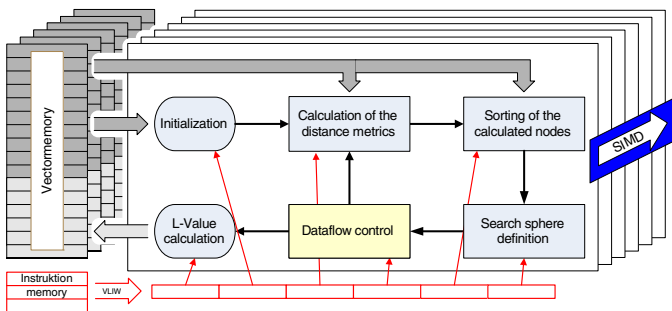 Vectormemory
Initialization
Calculation of the
distance metrics
Sorting of the
calculated nodes
SIMD
L-Value
calculation
Dataflow control
Search sphere
definition
Instruktion
memory
VLIW